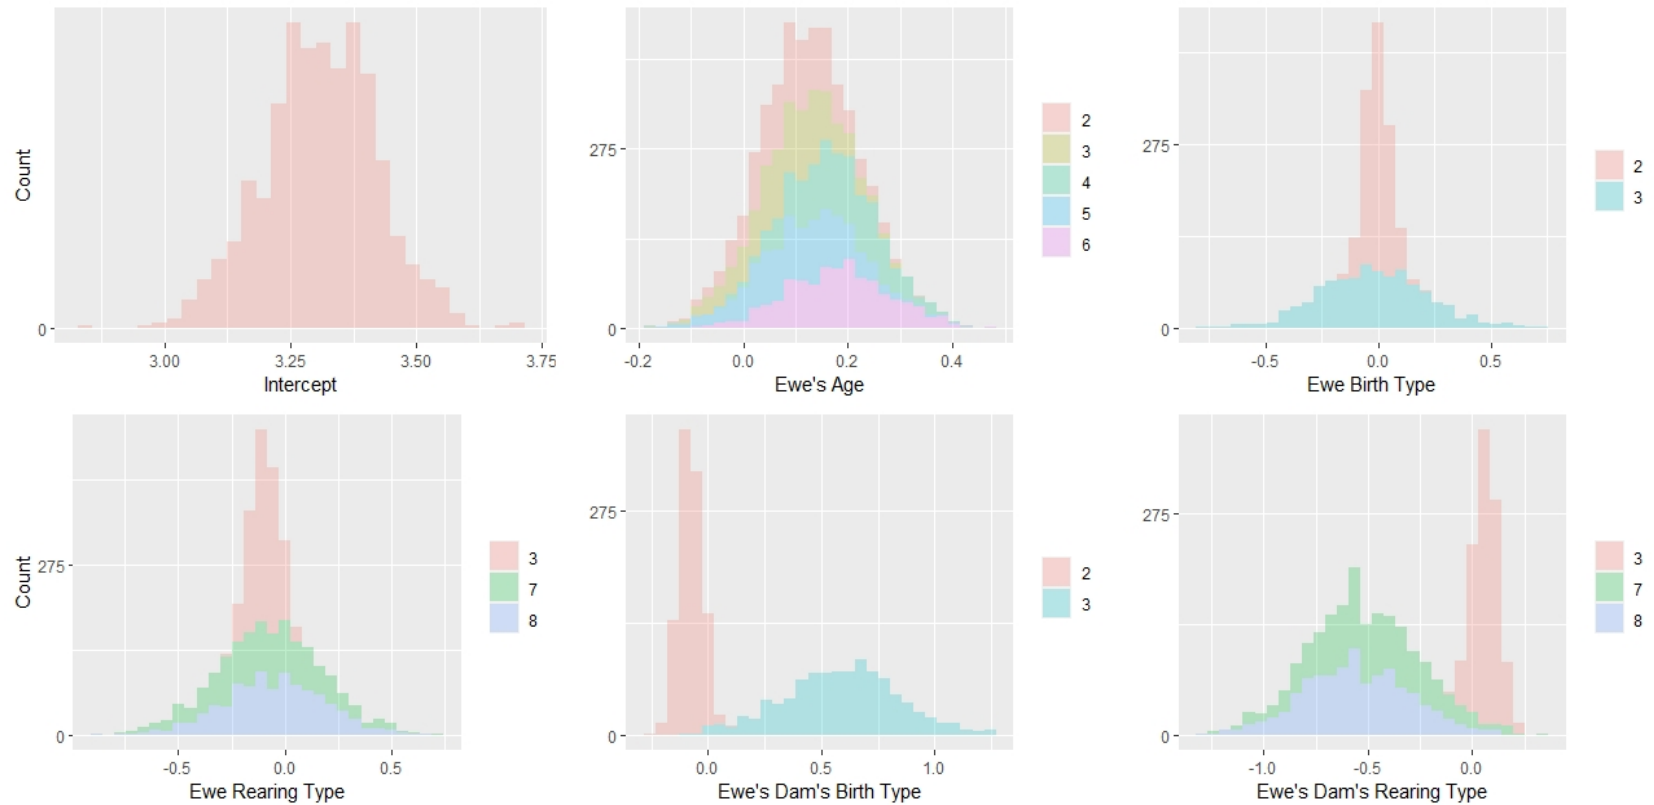 Count
0
3.00 3.25 3.50 3.75
Intercept
275
0
-0.2 0.0 0.2 0.4
Ewe's Age
2
3
4
5
6
275
0
-0.5 0.0 0.5
Ewe Birth Type
2
3
Count
275
0
-0.5 0.0 0.5
Ewe Rearing Type
3
7
8
275
0
0.0 0.5 1.0
Ewe's Dam's Birth Type
2
3
275
0
-1.0 -0.5 0.0
Ewe's Dam's Rearing Type
3
7
8